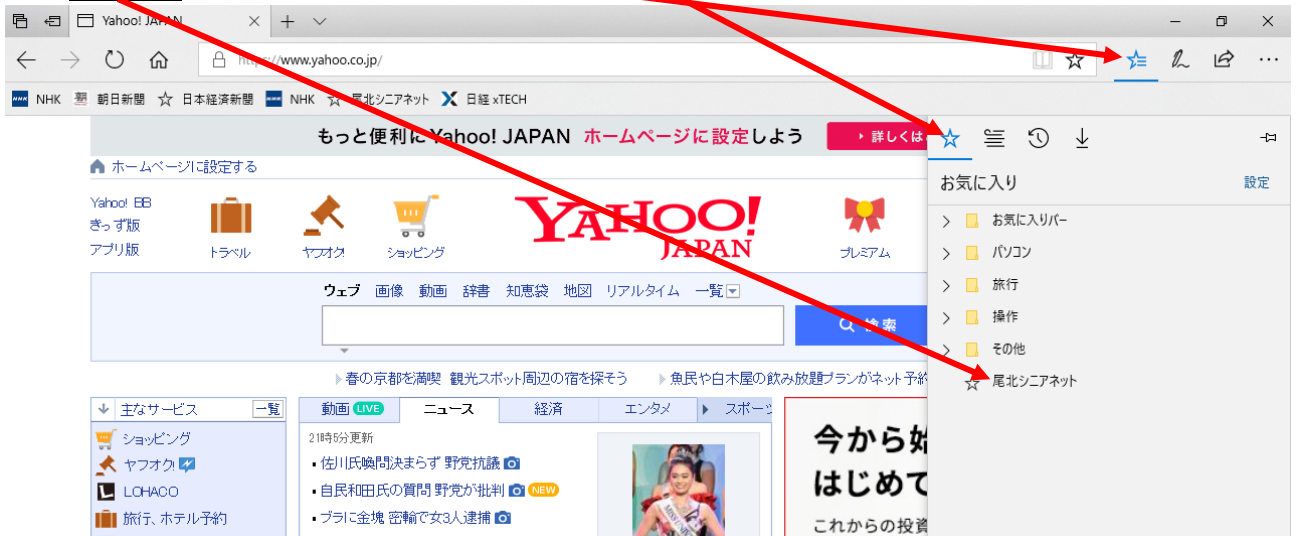 Yahoo! JAPAN
www.yahoo.co.jp/
NHK 朝日新聞 日本経済新聞 NHK 尾北シニアネット 日経 xTECH
もっと便利にYahoo! JAPAN ホームページに設定しよう 詳しくは
ホームページに設定する
お気に入り 設定
Yahoo! BB
きっず版
アプリ版
トラベル ヤフオク! ショッピング YAHOO! JAPAN プレミアム
お気に入りバー
パソコン
旅行
操作
その他
尾北シニアネット
ウェブ 画像 動画 辞書 知恵袋 地図 リアルタイム 一覧
検索
春の京都を満喫 観光スポット周辺の宿を探そう 魚民や白木屋の飲み放題プランがネット予約
主なサービス 一覧
ショッピング
ヤフオク!
LOHACO
旅行、ホテル予約
動画 LIVE ニュース 経済 エンタメ スポーツ
21時5分更新
佐川氏喚問決まらず 野党抗議
自民和田氏の質問 野党が批判 NEW
ブラに金塊 密輸で女3人逮捕
今から始
はじめて
これからの投資